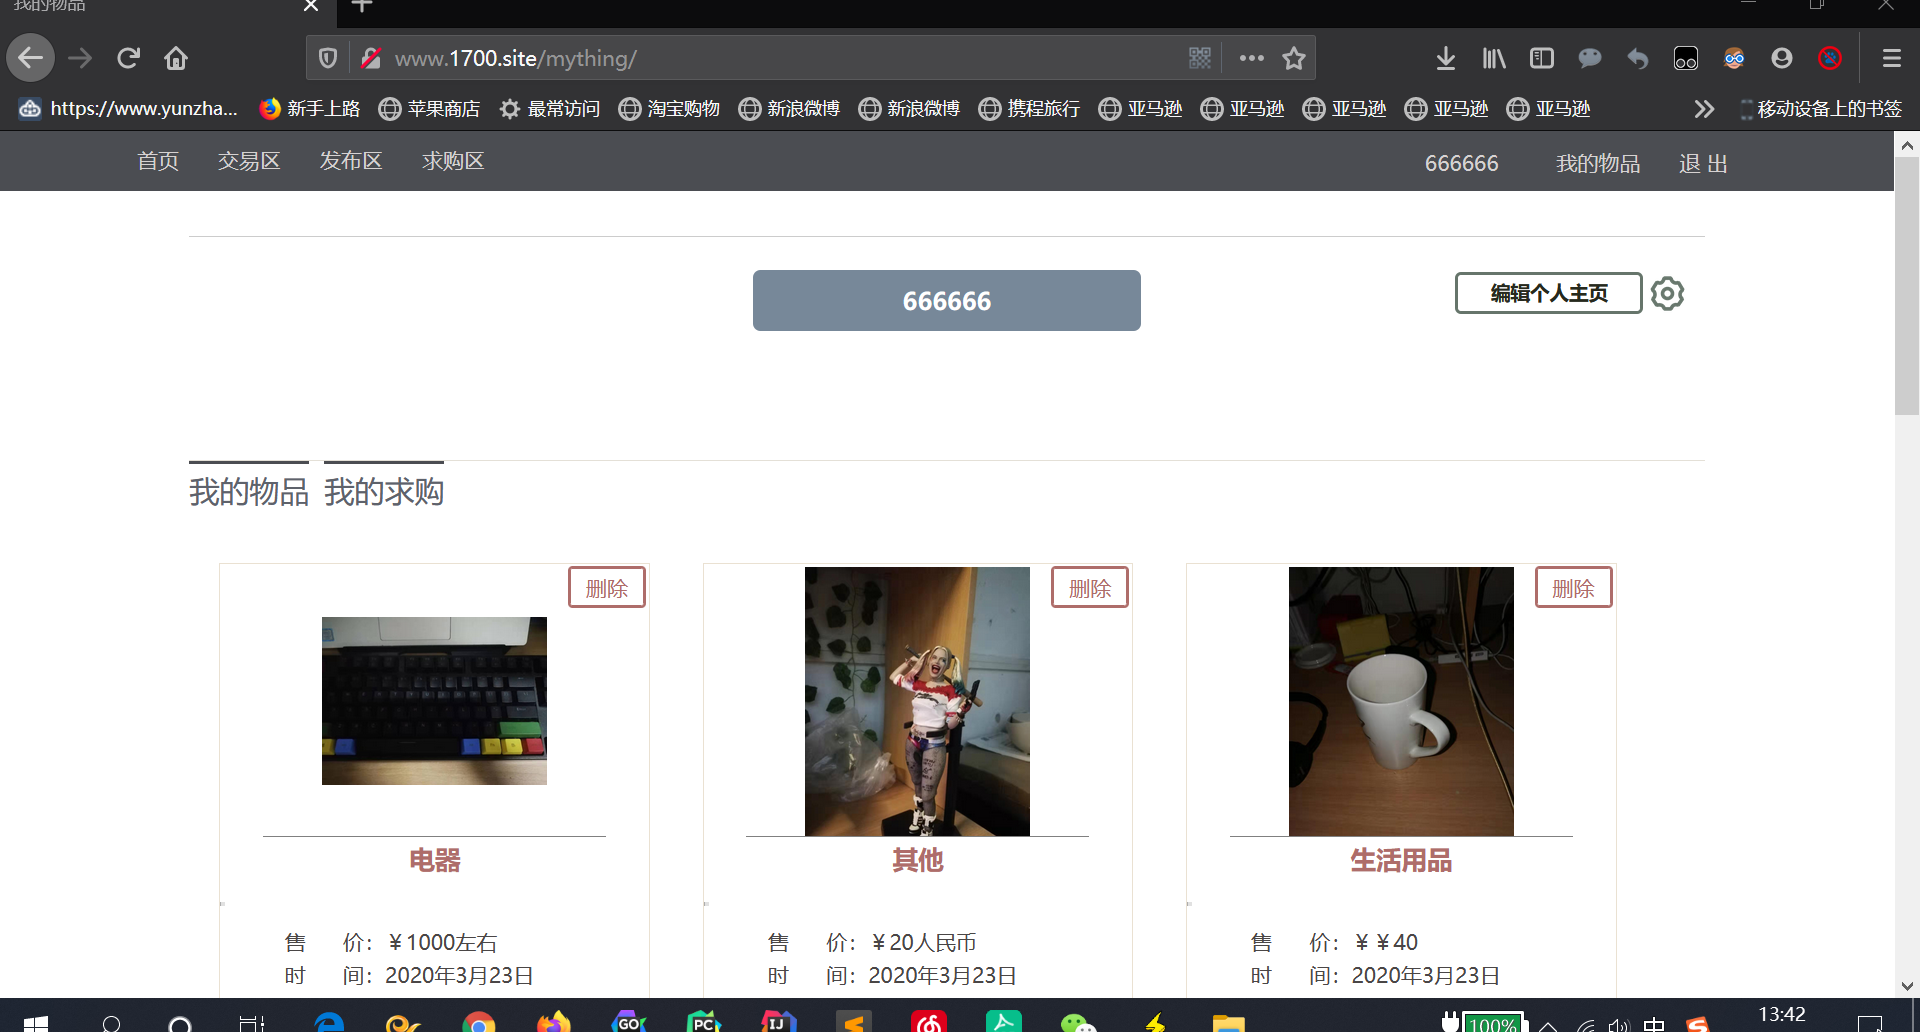 我的物品
www.1700.site/mything/
https://www.yunzha... 新手上路 苹果商店 最常访问 淘宝购物 新浪微博 新浪微博 携程旅行 亚马逊 亚马逊 亚马逊 亚马逊 亚马逊 移动设备上的书签
首页 交易区 发布区 求购区 666666 我的物品 退 出
666666
编辑个人主页
我的物品 我的求购
删除
删除
删除
电器
其他
生活用品
售 价：￥1000左右
时 间：2020年3月23日
售 价：￥20人民币
时 间：2020年3月23日
售 价：￥￥40
时 间：2020年3月23日
GO PC IJ 100% 中 13:42